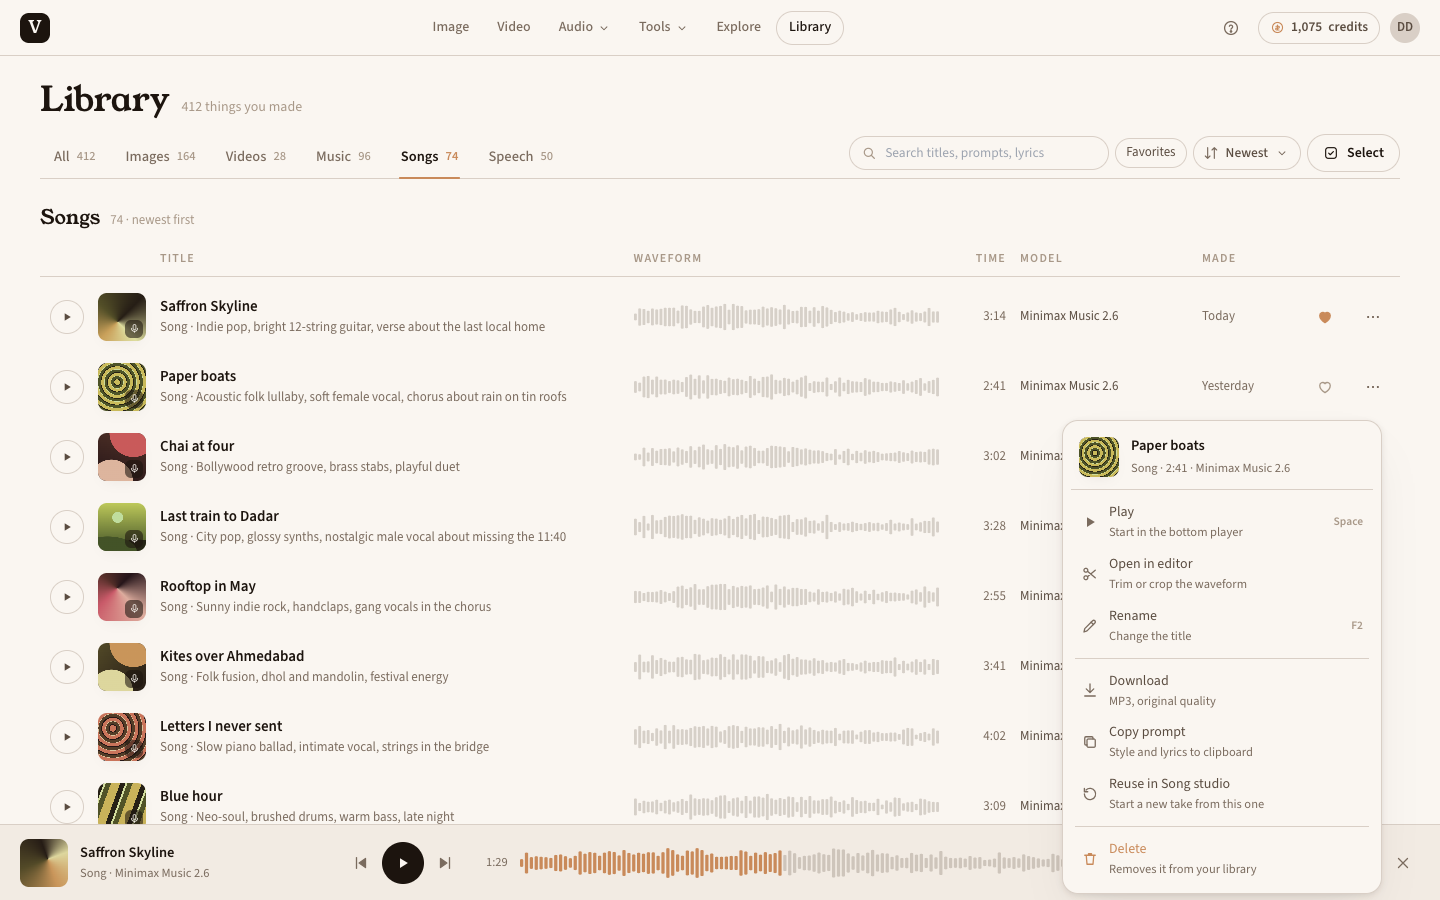 V
Image Video Audio Tools Explore Library
1,075 credits
DD
Library 412 things you made
All 412 Images 164 Videos 28 Music 96 Songs 74 Speech 50
Search titles, prompts, lyrics
Favorites
Newest
Select
Songs 74 · newest first
TITLE WAVEFORM TIME MODEL MADE
Saffron Skyline
Song · Indie pop, bright 12-string guitar, verse about the last local home
3:14 Minimax Music 2.6 Today
Paper boats
Song · Acoustic folk lullaby, soft female vocal, chorus about rain on tin roofs
2:41 Minimax Music 2.6 Yesterday
Chai at four
Song · Bollywood retro groove, brass stabs, playful duet
3:02 Minima
Last train to Dadar
Song · City pop, glossy synths, nostalgic male vocal about missing the 11:40
3:28 Minima
Rooftop in May
Song · Sunny indie rock, handclaps, gang vocals in the chorus
2:55 Minima
Kites over Ahmedabad
Song · Folk fusion, dhol and mandolin, festival energy
3:41 Minima
Letters I never sent
Song · Slow piano ballad, intimate vocal, strings in the bridge
4:02 Minima
Blue hour
Song · Neo-soul, brushed drums, warm bass, late night
3:09 Minima
Paper boats
Song · 2:41 · Minimax Music 2.6
Play Space
Start in the bottom player
Open in editor
Trim or crop the waveform
Rename F2
Change the title
Download
MP3, original quality
Copy prompt
Style and lyrics to clipboard
Reuse in Song studio
Start a new take from this one
Delete
Removes it from your library
Saffron Skyline
Song · Minimax Music 2.6
1:29